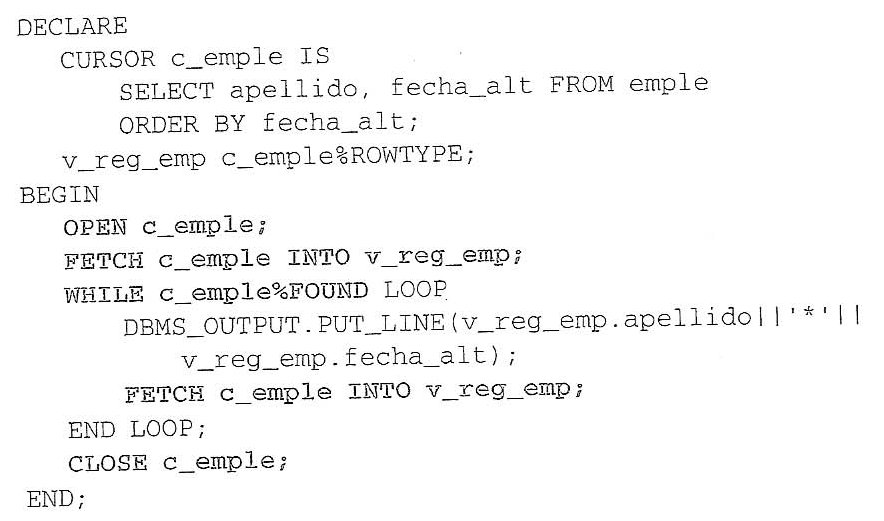 DECLARE
CURSOR c_emple IS
SELECT apellido, fecha_alt FROM emple
ORDER BY fecha_alt;
v_reg_emp c_emple%ROWTYPE;
BEGIN
OPEN c_emple;
FETCH c_emple INTO v_reg_emp;
WHILE c_emple%FOUND LOOP
DBMS_OUTPUT.PUT_LINE(v_reg_emp.apellido||'*'||
v_reg_emp.fecha_alt);
FETCH c_emple INTO v_reg_emp;
END LOOP;
CLOSE c_emple;
END;